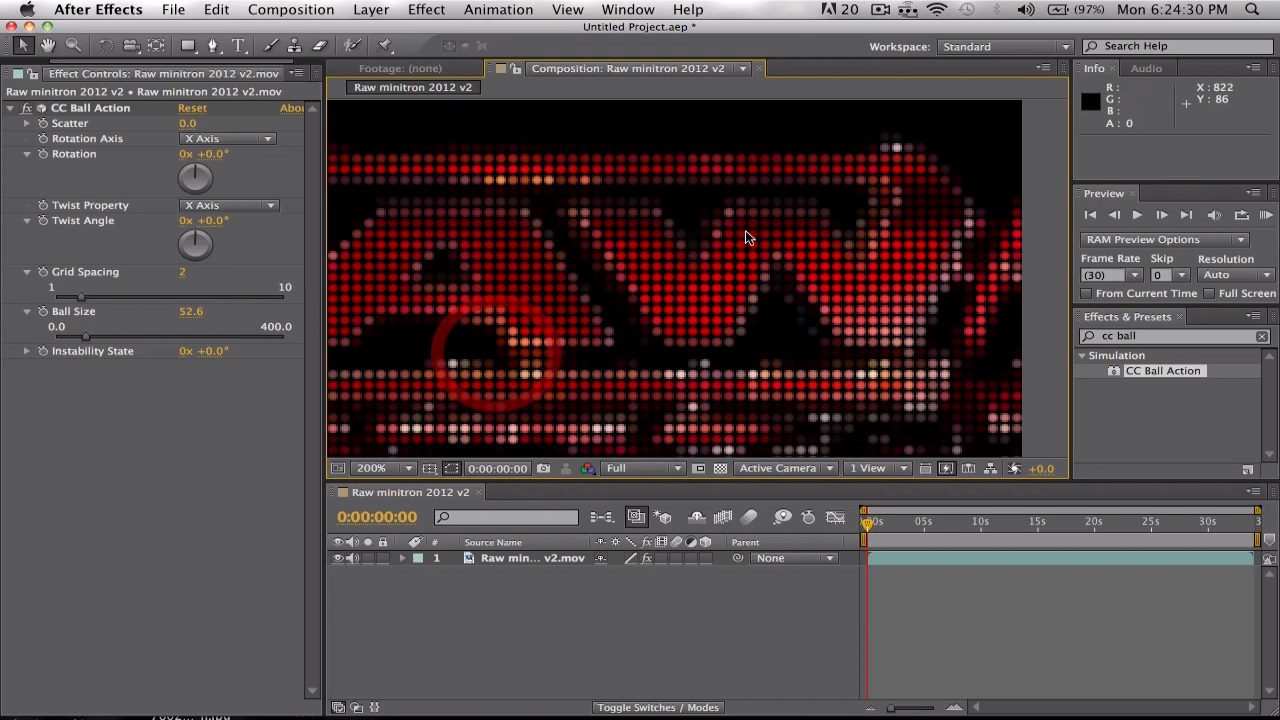 After Effects File Edit Composition Layer Effect Animation View Window Help 20 (97%) Mon 6:24:30 PM
Untitled Project.aep *
Workspace: Standard Search Help
Effect Controls: Raw minitron 2012 v2.mov Footage: (none) Composition: Raw minitron 2012 v2 Info Audio
Raw minitron 2012 v2.mov • Raw minitron 2012 v2.mov Raw minitron 2012 v2
fx CC Ball Action Reset Abou
Scatter 0.0
Rotation Axis X Axis
Rotation 0x +0.0°
Twist Property X Axis
Twist Angle 0x +0.0°
Grid Spacing 2
1 10
Ball Size 52.6
0.0 400.0
Instability State 0x +0.0°
R: X: 822
G: Y: 86
B:
A: 0
Preview
RAM Preview Options
Frame Rate Skip Resolution
(30) 0 Auto
From Current Time Full Screen
Effects & Presets
cc ball
Simulation
CC Ball Action
200% 0:00:00:00 Full Active Camera 1 View +0.0
Raw minitron 2012 v2
0:00:00:00
00s 05s 10s 15s 20s 25s 30s 3
# Source Name fx Parent
1 Raw min... v2.mov fx None
Toggle Switches / Modes